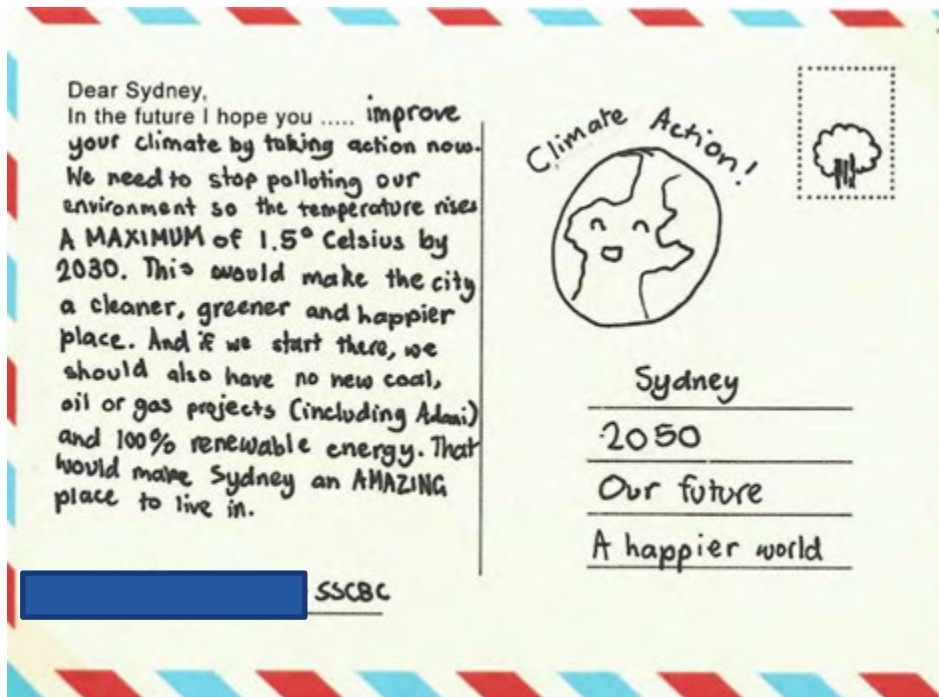 Dear Sydney,
In the future I hope you ..... improve
your climate by taking action now.
We need to stop polloting our
environment so the temperature rises
A MAXIMUM of 1.5° Celsius by
2030. This would make the city
a cleaner, greener and happier
place. And if we start there, we
should also have no new coal,
oil or gas projects (including Adani)
and 100% renewable energy. That
would make Sydney an AMAZING
place to live in.
SSCBC
Climate Action!
Sydney
2050
Our future
A happier world